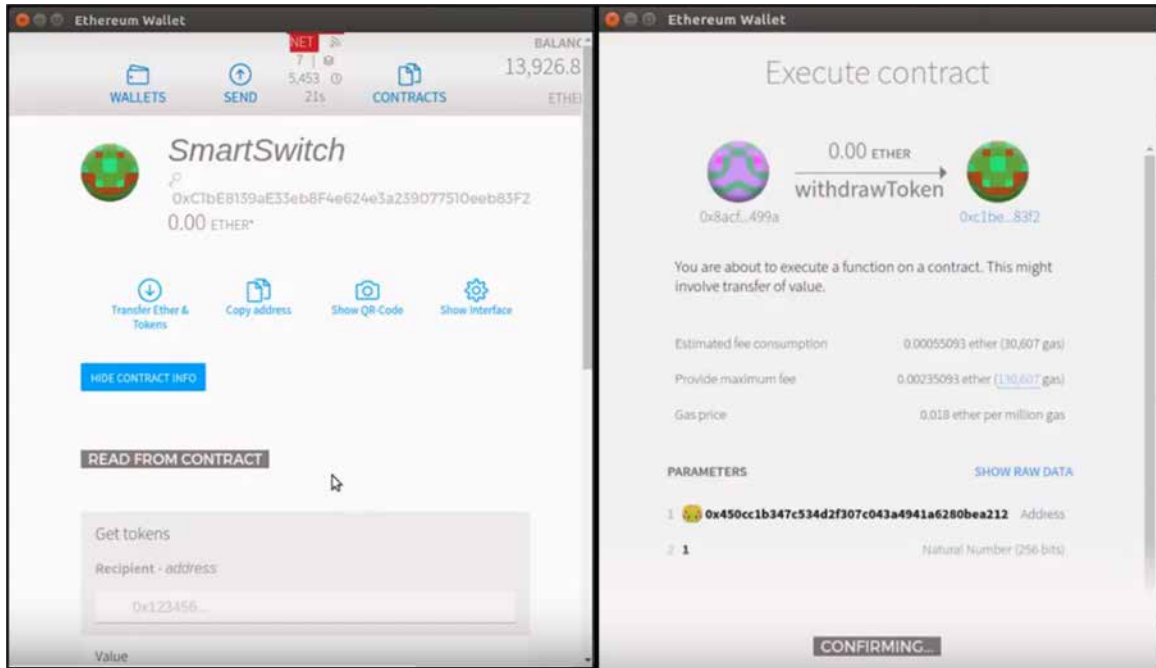 Ethereum Wallet
NET
BALANC
7 |
13,926.8
5,453
WALLETS
SEND
21s
CONTRACTS
ETHE
SmartSwitch
0.00 ETHER*
Transfer Ether &
Tokens
Copy address
Show QR-Code
Show Interface
HIDE CONTRACT INFO
READ FROM CONTRACT
Get tokens
Recipient - address
0x123456...
Value
Ethereum Wallet
Execute contract
0.00 ETHER
withdrawToken
0x8acf...499a
0xc1be...83f2
You are about to execute a function on a contract. This might
involve transfer of value.
Estimated fee consumption 0.00055093 ether (30,607 gas)
Provide maximum fee 0.00235093 ether (130,607 gas)
Gas price 0.018 ether per million gas
PARAMETERS SHOW RAW DATA
1 0x450cc1b347c534d2f307c043a4941a6280bea212 Address
2 1 Natural Number (256 bits)
CONFIRMING...